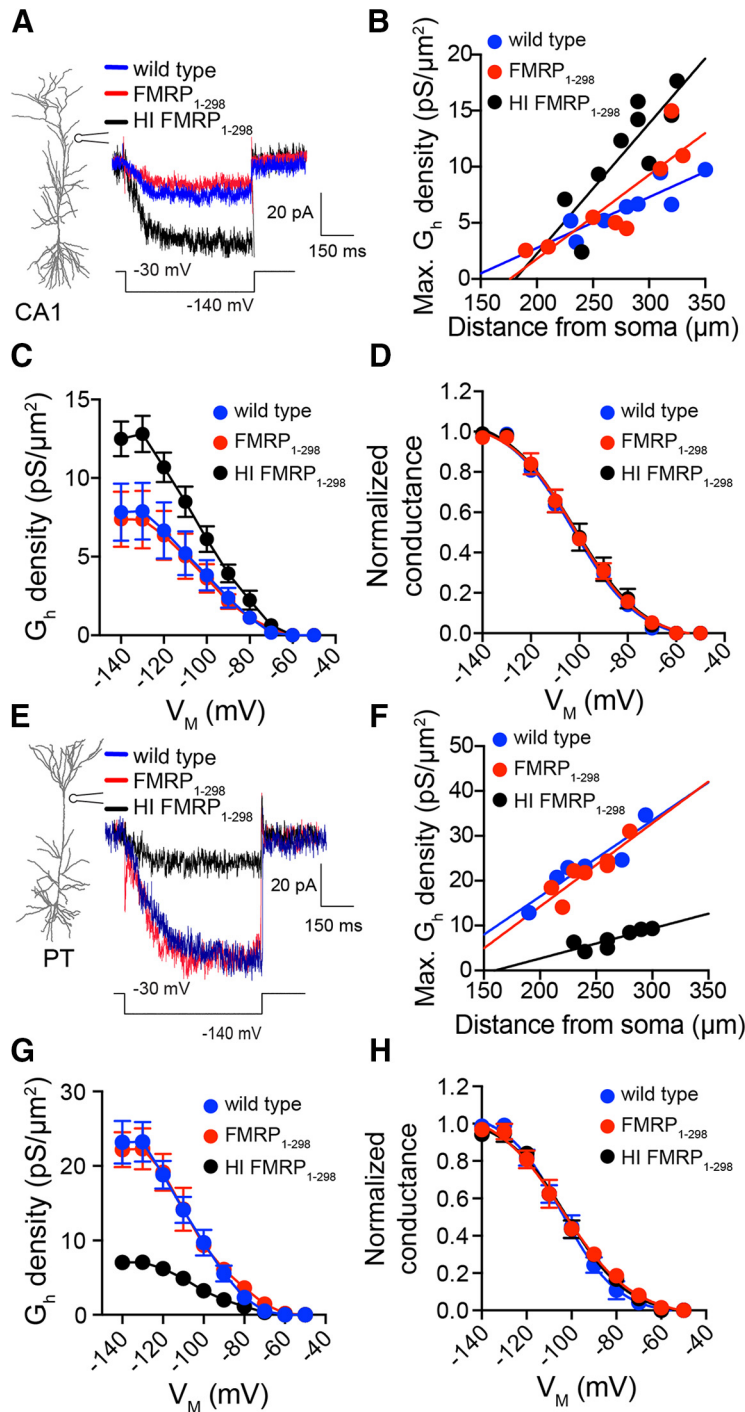 A
wild type
FMRP1-298
HI FMRP1-298
20 pA
150 ms
-30 mV
-140 mV
CA1
B
wild type
FMRP1-298
HI FMRP1-298
Max. Gh density (pS/µm2)
20
15
10
5
0
150 200 250 300 350
Distance from soma (µm)
C
wild type
FMRP1-298
HI FMRP1-298
Gh density (pS/µm2)
15
10
5
0
-140 -120 -100 -80 -60 -40
VM (mV)
D
wild type
FMRP1-298
HI FMRP1-298
Normalized
conductance
1.2
1.0
0.8
0.6
0.4
0.2
0.0
-140 -120 -100 -80 -60 -40
VM (mV)
E
wild type
FMRP1-298
HI FMRP1-298
20 pA
150 ms
-30 mV
-140 mV
PT
F
wild type
FMRP1-298
HI FMRP1-298
Max. Gh density (pS/µm2)
50
40
30
20
10
0
150 200 250 300 350
Distance from soma (µm)
G
wild type
FMRP1-298
HI FMRP1-298
Gh density (pS/µm2)
30
20
10
0
-140 -120 -100 -80 -60 -40
VM (mV)
H
wild type
FMRP1-298
HI FMRP1-298
Normalized
conductance
1.2
1.0
0.8
0.6
0.4
0.2
0.0
-140 -120 -100 -80 -60 -40
VM (mV)